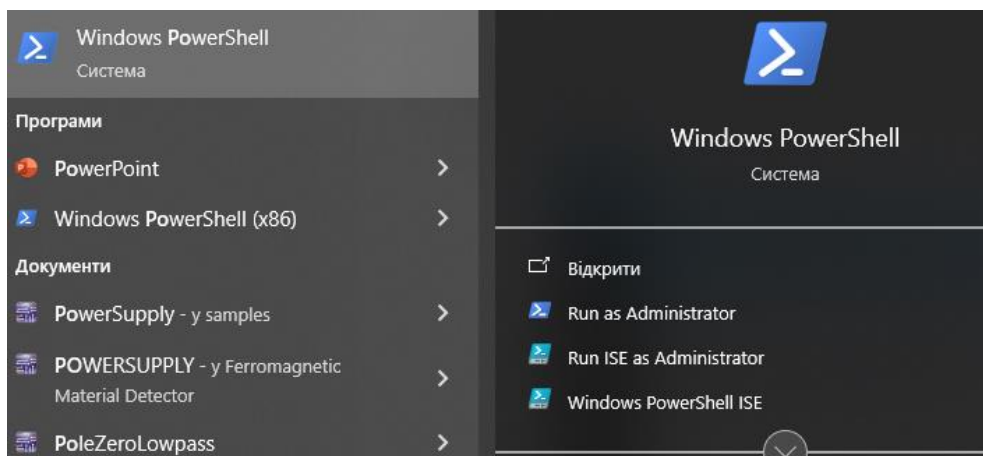 Windows PowerShell
Система
Програми
PowerPoint
Windows PowerShell (x86)
Документи
PowerSupply - у samples
POWERSUPPLY - у Ferromagnetic
Material Detector
PoleZeroLowpass
Windows PowerShell
Система
Відкрити
Run as Administrator
Run ISE as Administrator
Windows PowerShell ISE